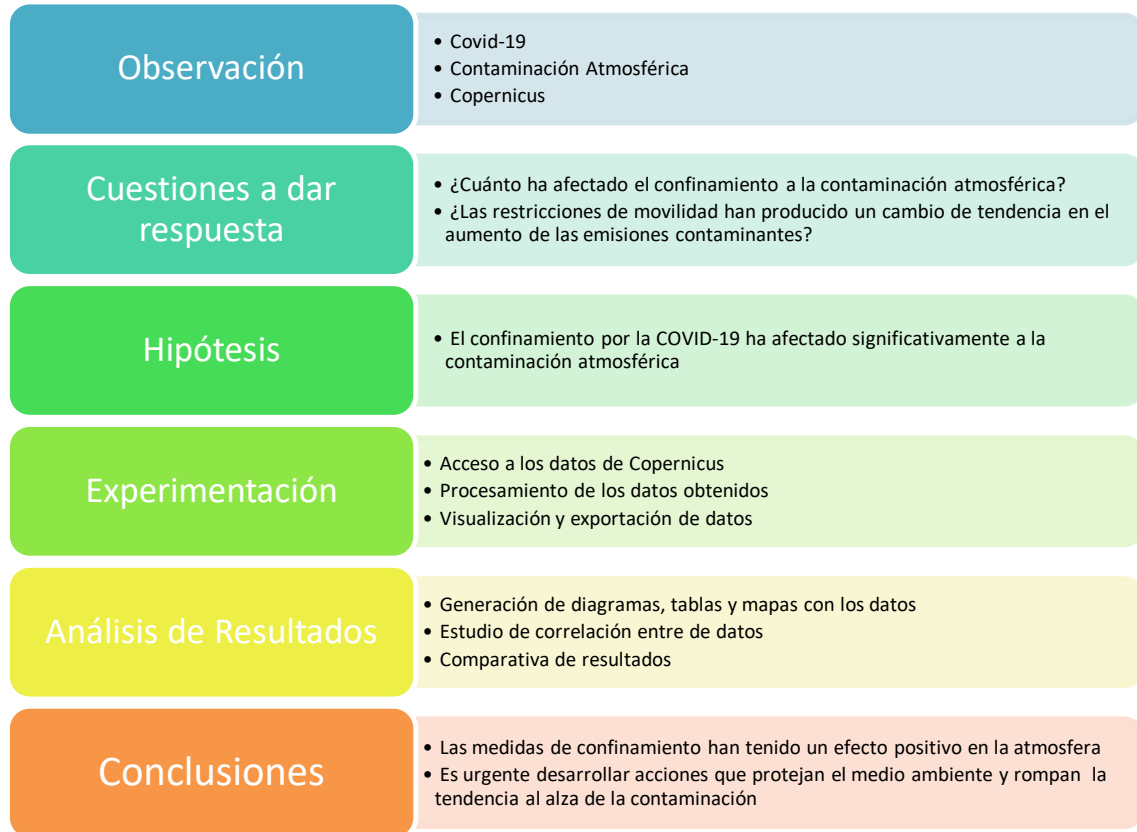 Observación
• Covid-19
• Contaminación Atmosférica
• Copernicus
Cuestiones a dar
respuesta
• ¿Cuánto ha afectado el confinamiento a la contaminación atmosférica?
• ¿Las restricciones de movilidad han producido un cambio de tendencia en el
aumento de las emisiones contaminantes?
Hipótesis
• El confinamiento por la COVID-19 ha afectado significativamente a la
contaminación atmosférica
Experimentación
• Acceso a los datos de Copernicus
• Procesamiento de los datos obtenidos
• Visualización y exportación de datos
Análisis de Resultados
• Generación de diagramas, tablas y mapas con los datos
• Estudio de correlación entre de datos
• Comparativa de resultados
Conclusiones
• Las medidas de confinamiento han tenido un efecto positivo en la atmosfera
• Es urgente desarrollar acciones que protejan el medio ambiente y rompan la
tendencia al alza de la contaminación